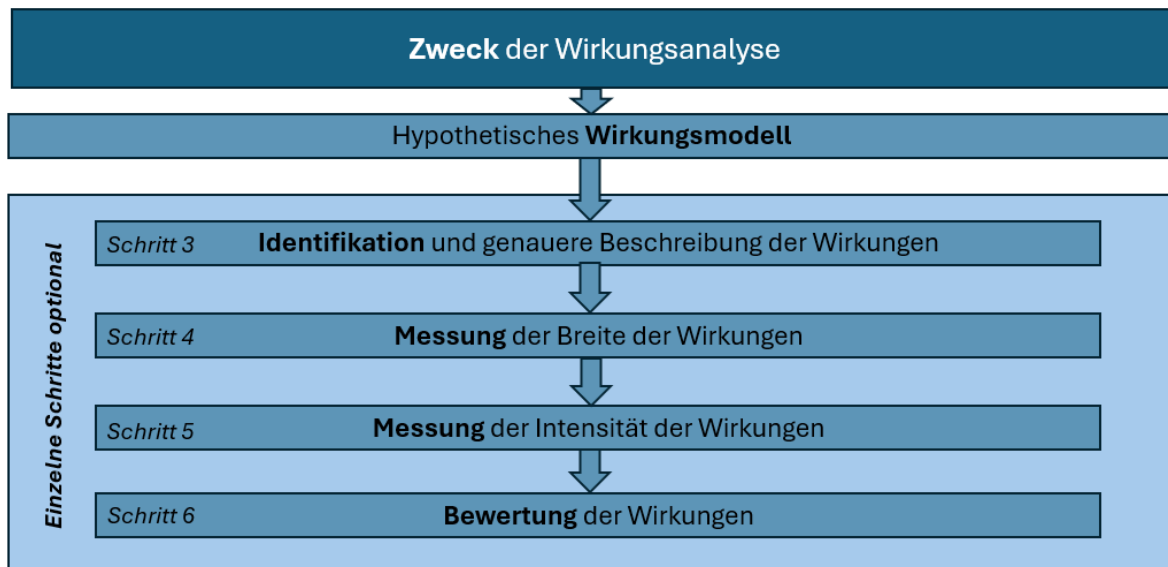 Zweck der Wirkungsanalyse
Hypothetisches Wirkungsmodell
Einzelne Schritte optional
Schritt 3 Identifikation und genauere Beschreibung der Wirkungen
Schritt 4 Messung der Breite der Wirkungen
Schritt 5 Messung der Intensität der Wirkungen
Schritt 6 Bewertung der Wirkungen